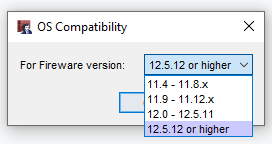 OS Compatibility
For Fireware version: 12.5.12 or higher
11.4 - 11.8.x
11.9 - 11.12.x
12.0 - 12.5.11
12.5.12 or higher